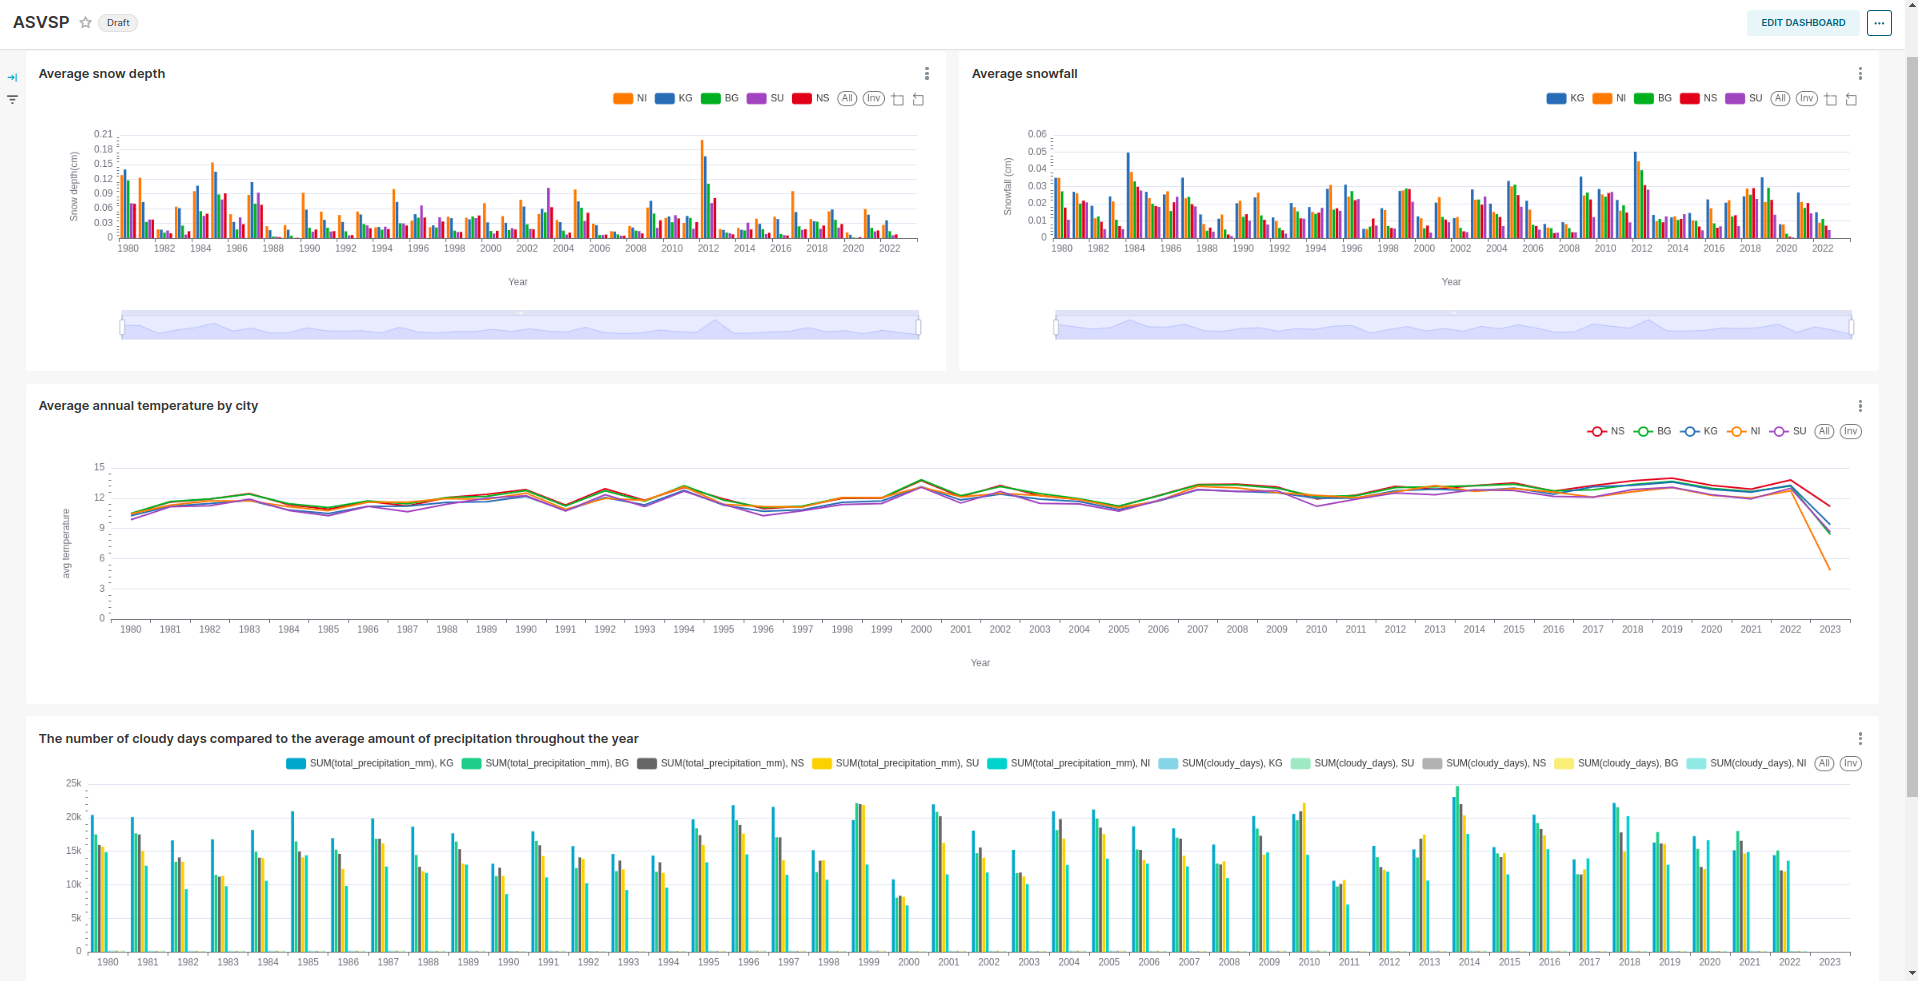 ASVSP Draft EDIT DASHBOARD ...
Average snow depth
NI KG BG SU NS All Inv
0.21
0.18
0.15
0.12
0.09
0.06
0.03
0
Snow depth(cm)
1980 1982 1984 1986 1988 1990 1992 1994 1996 1998 2000 2002 2004 2006 2008 2010 2012 2014 2016 2018 2020 2022
Year
Average snowfall
KG NI BG NS SU All Inv
0.06
0.05
0.04
0.03
0.02
0.01
0
Snowfall (cm)
1980 1982 1984 1986 1988 1990 1992 1994 1996 1998 2000 2002 2004 2006 2008 2010 2012 2014 2016 2018 2020 2022
Year
Average annual temperature by city
NS BG KG NI SU All Inv
15
12
9
6
3
0
avg temperature
1980 1981 1982 1983 1984 1985 1986 1987 1988 1989 1990 1991 1992 1993 1994 1995 1996 1997 1998 1999 2000 2001 2002 2003 2004 2005 2006 2007 2008 2009 2010 2011 2012 2013 2014 2015 2016 2017 2018 2019 2020 2021 2022 2023
Year
The number of cloudy days compared to the average amount of precipitation throughout the year
SUM(total_precipitation_mm), KG SUM(total_precipitation_mm), BG SUM(total_precipitation_mm), NS SUM(total_precipitation_mm), SU SUM(total_precipitation_mm), NI SUM(cloudy_days), KG SUM(cloudy_days), SU SUM(cloudy_days), NS SUM(cloudy_days), BG SUM(cloudy_days), NI All Inv
25k
20k
15k
10k
5k
0
1980 1981 1982 1983 1984 1985 1986 1987 1988 1989 1990 1991 1992 1993 1994 1995 1996 1997 1998 1999 2000 2001 2002 2003 2004 2005 2006 2007 2008 2009 2010 2011 2012 2013 2014 2015 2016 2017 2018 2019 2020 2021 2022 2023